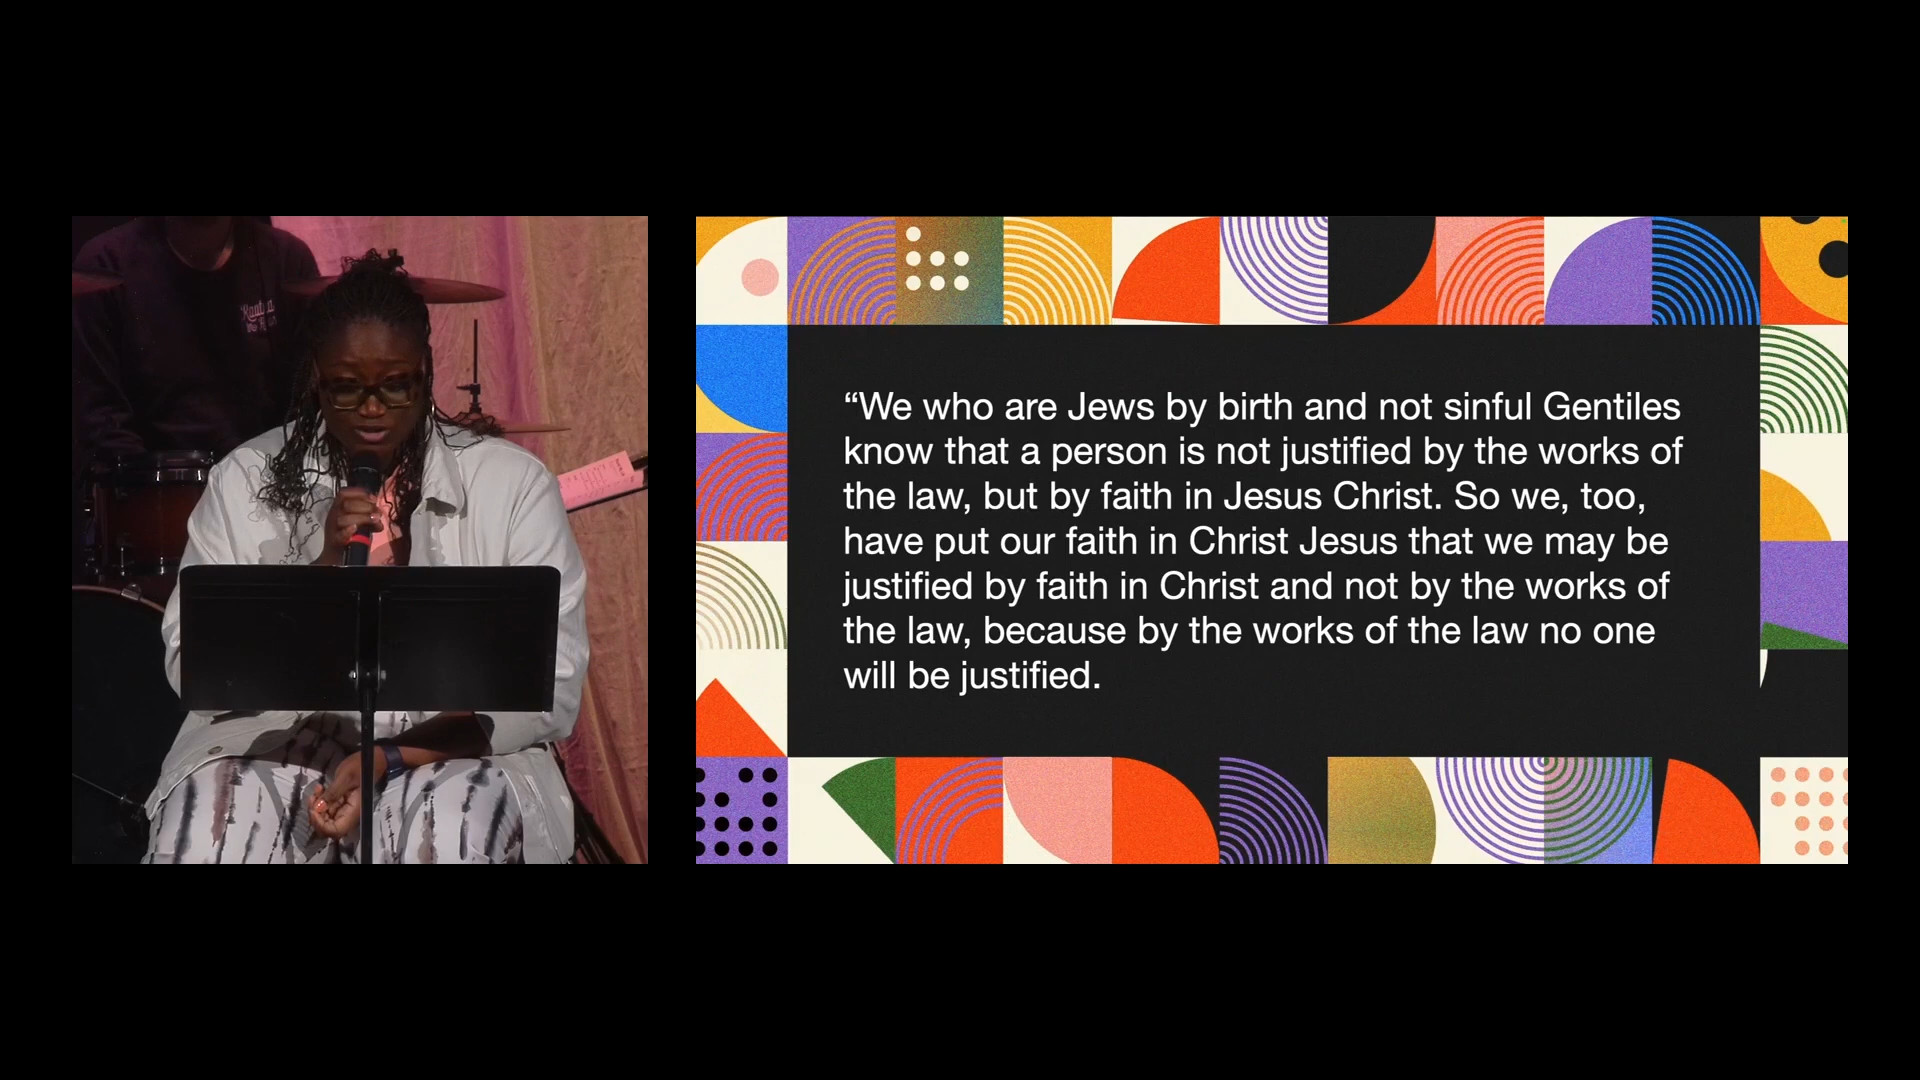 “We who are Jews by birth and not sinful Gentiles
know that a person is not justified by the works of
the law, but by faith in Jesus Christ. So we, too,
have put our faith in Christ Jesus that we may be
justified by faith in Christ and not by the works of
the law, because by the works of the law no one
will be justified.